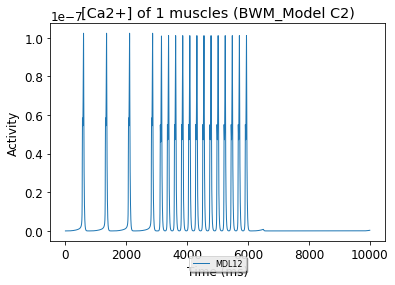 1e−7
[Ca2+] of 1 muscles (BWM_Model C2)
1.0
0.8
0.6
0.4
0.2
0.0
Activity
0 2000 4000 6000 8000 10000
Time (ms)
MDL12